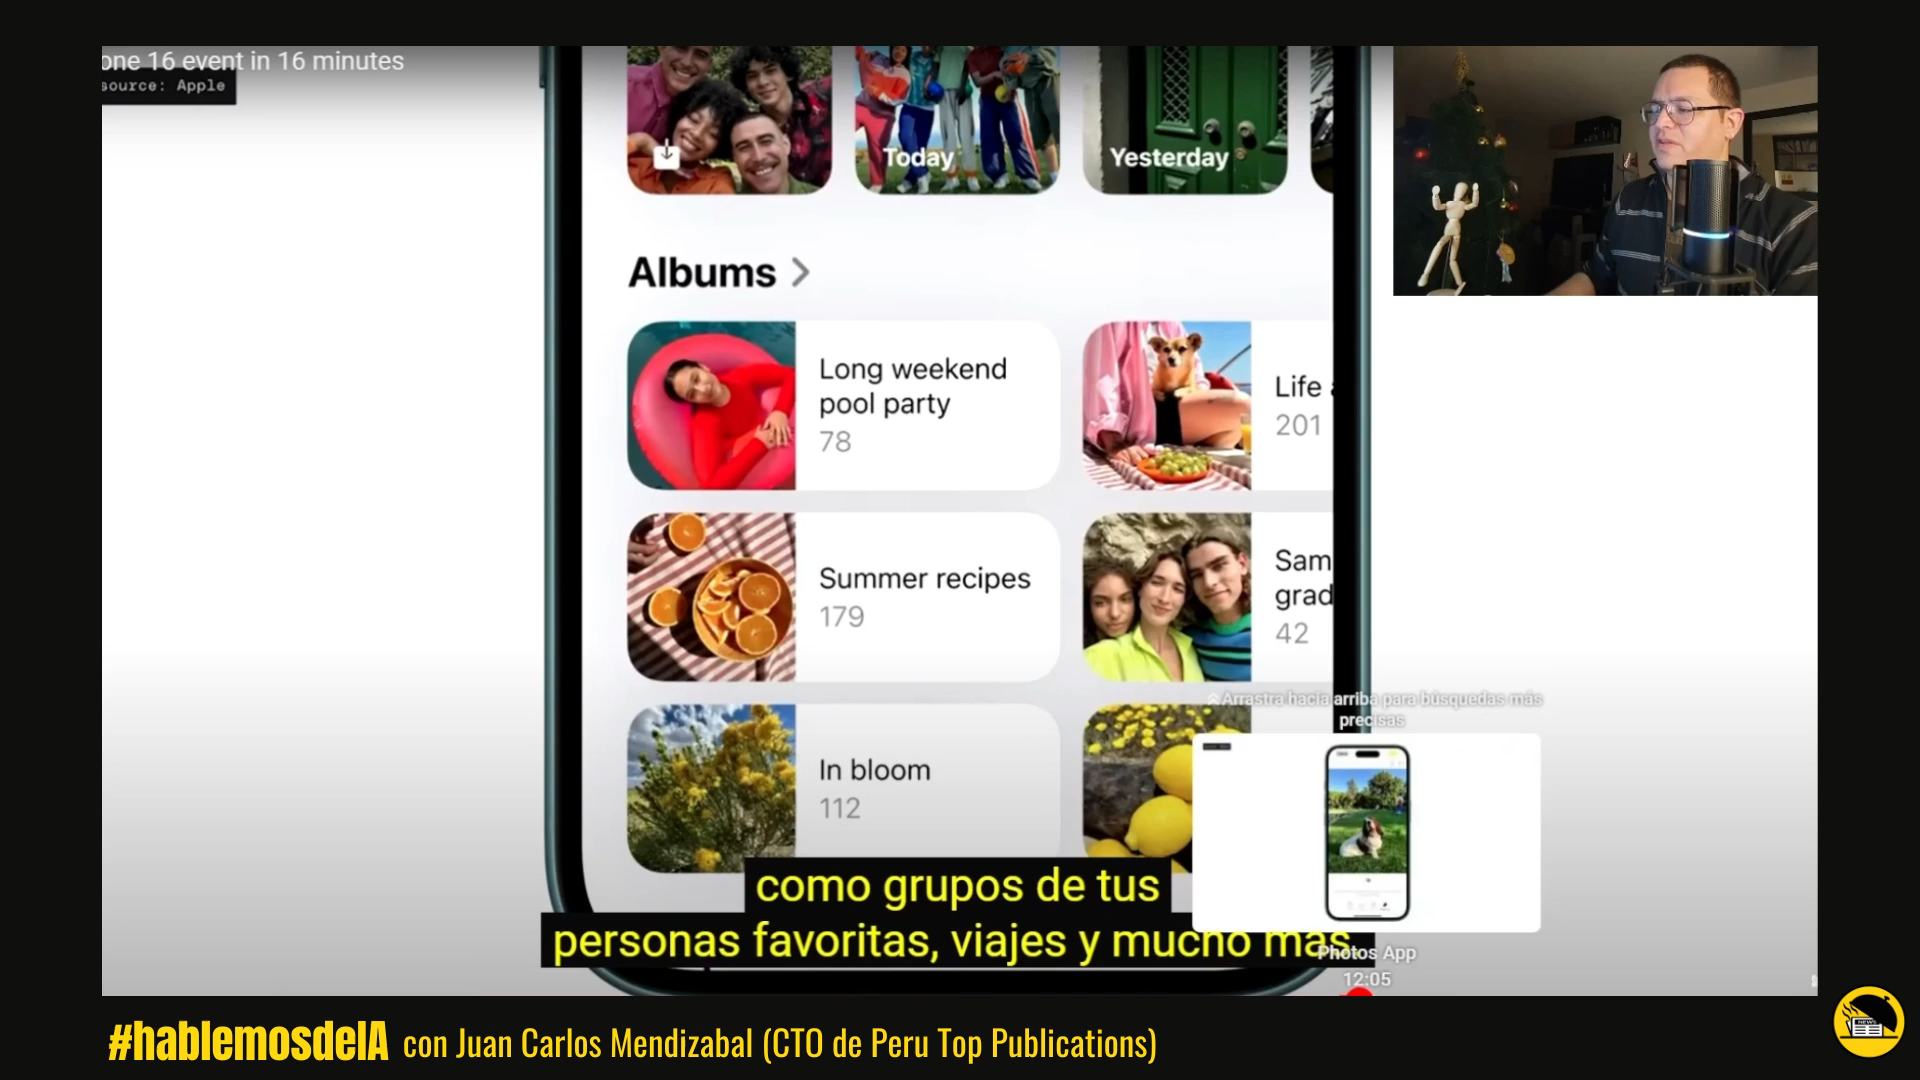 one 16 event in 16 minutes
source: Apple
Today
Yesterday
Albums
Long weekend
pool party
78
Life
201
Summer recipes
179
Sam
grad
42
In bloom
112
Arrastra hacia arriba para búsquedas más
precisas
como grupos de tus
personas favoritas, viajes y mucho más
Photos App
12:05
#hablemosdeIA con Juan Carlos Mendizabal (CTO de Peru Top Publications)
NEWS